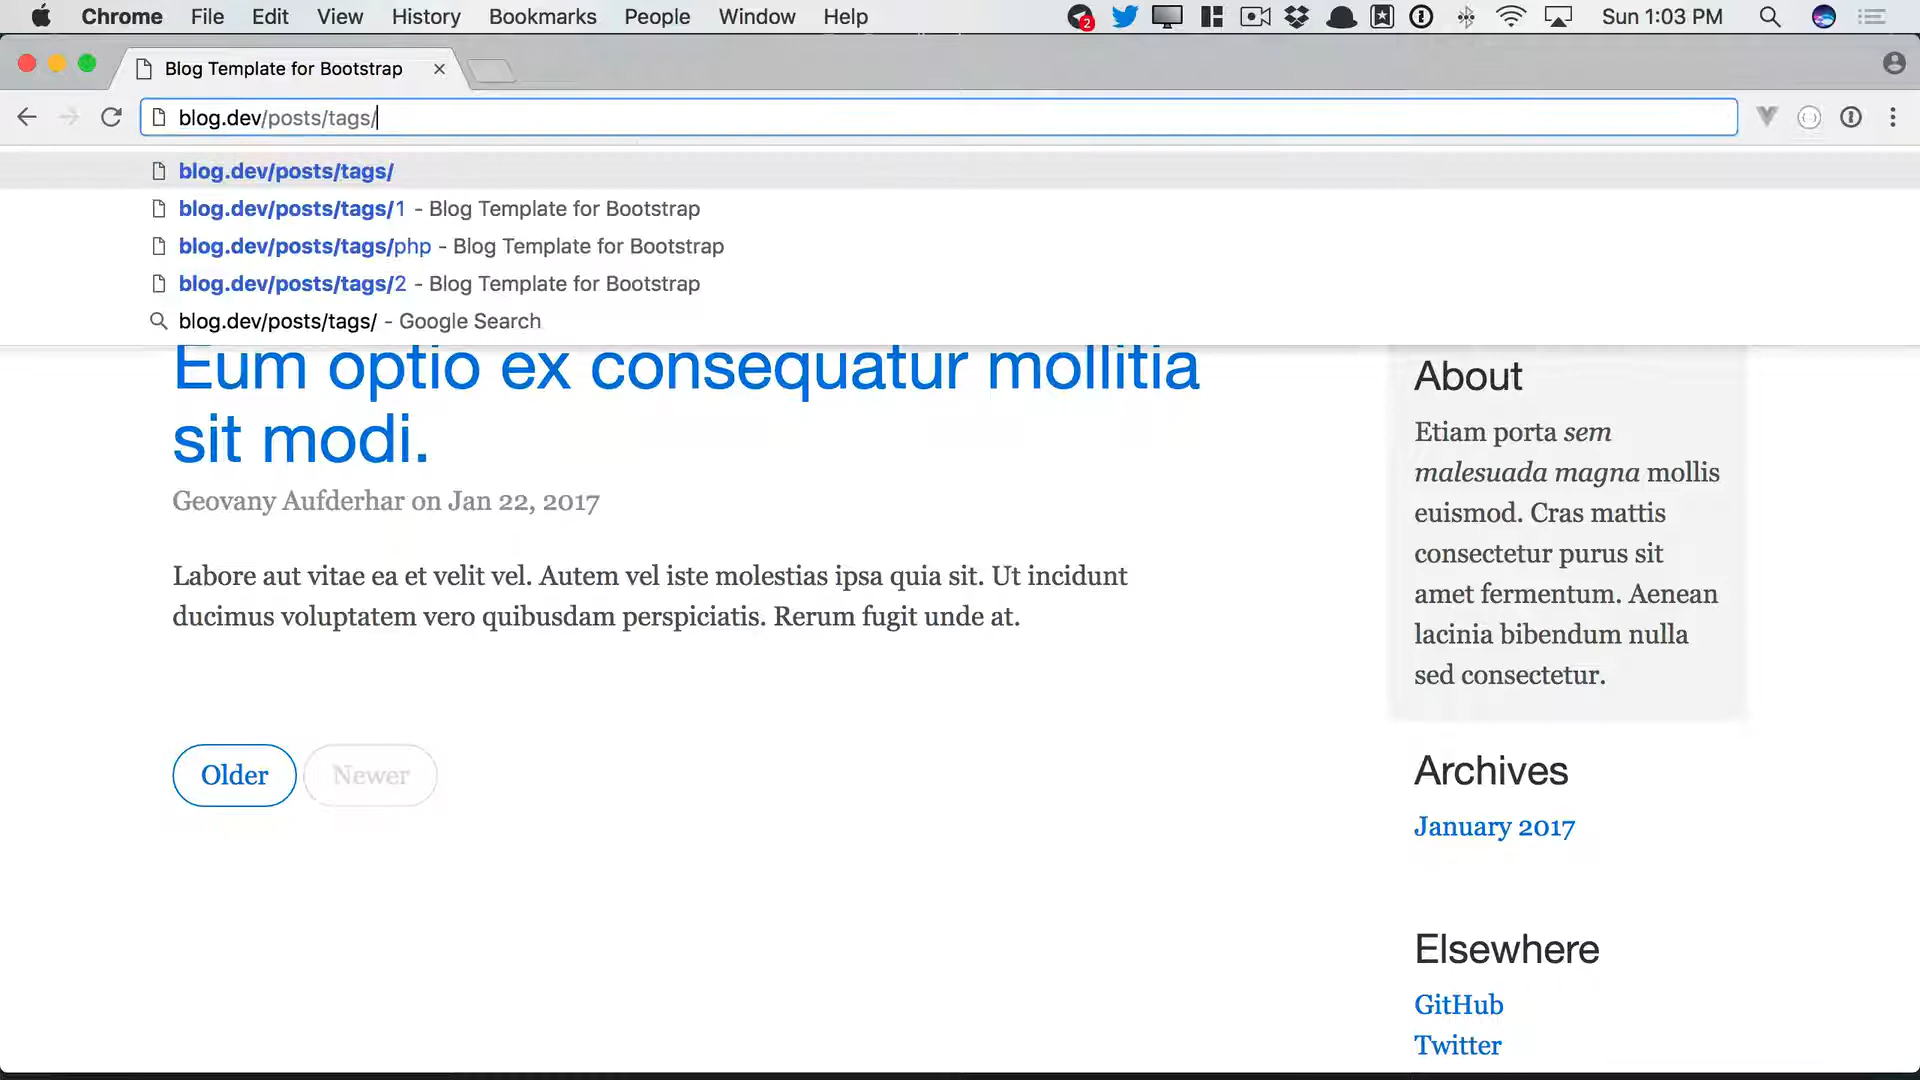 Chrome File Edit View History Bookmarks People Window Help 2 Sun 1:03 PM
Blog Template for Bootstrap
blog.dev/posts/tags/
blog.dev/posts/tags/
blog.dev/posts/tags/1 - Blog Template for Bootstrap
blog.dev/posts/tags/php - Blog Template for Bootstrap
blog.dev/posts/tags/2 - Blog Template for Bootstrap
blog.dev/posts/tags/ - Google Search
Eum optio ex consequatur mollitia
sit modi.
Geovany Aufderhar on Jan 22, 2017
Labore aut vitae ea et velit vel. Autem vel iste molestias ipsa quia sit. Ut incidunt
ducimus voluptatem vero quibusdam perspiciatis. Rerum fugit unde at.
Older Newer
About
Etiam porta sem
malesuada magna mollis
euismod. Cras mattis
consectetur purus sit
amet fermentum. Aenean
lacinia bibendum nulla
sed consectetur.
Archives
January 2017
Elsewhere
GitHub
Twitter